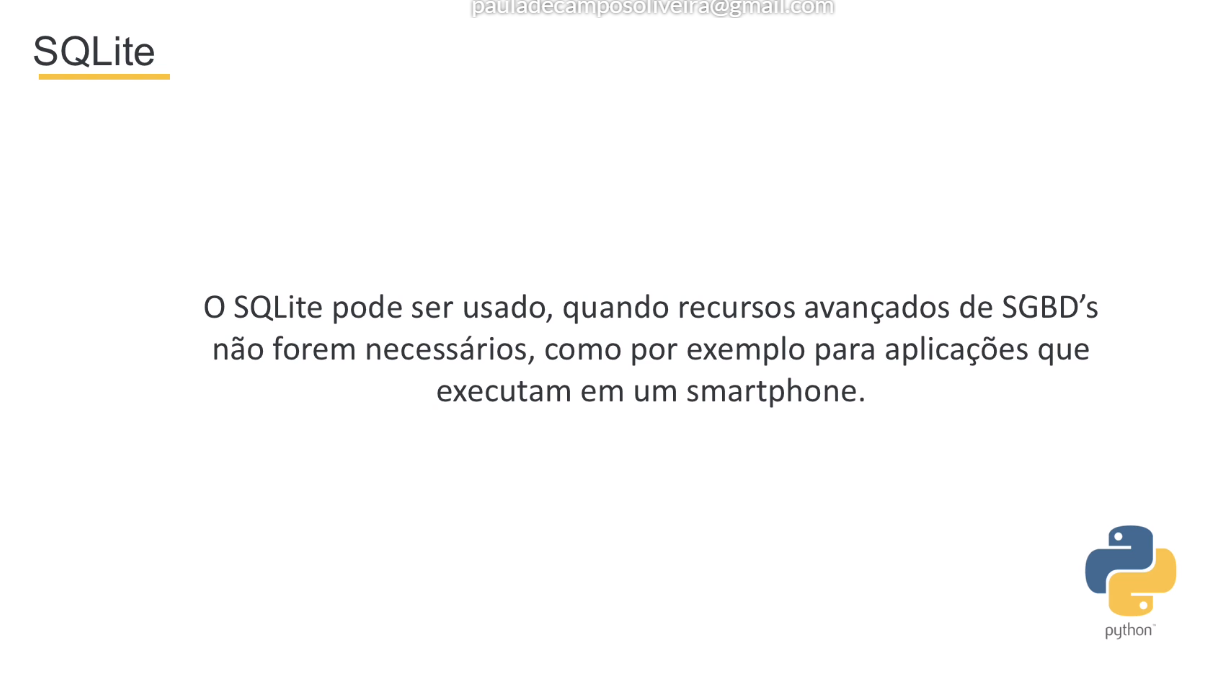 pauladecamposoliveira@gmail.com
SQLite
O SQLite pode ser usado, quando recursos avançados de SGBD’s
não forem necessários, como por exemplo para aplicações que
executam em um smartphone.
python™